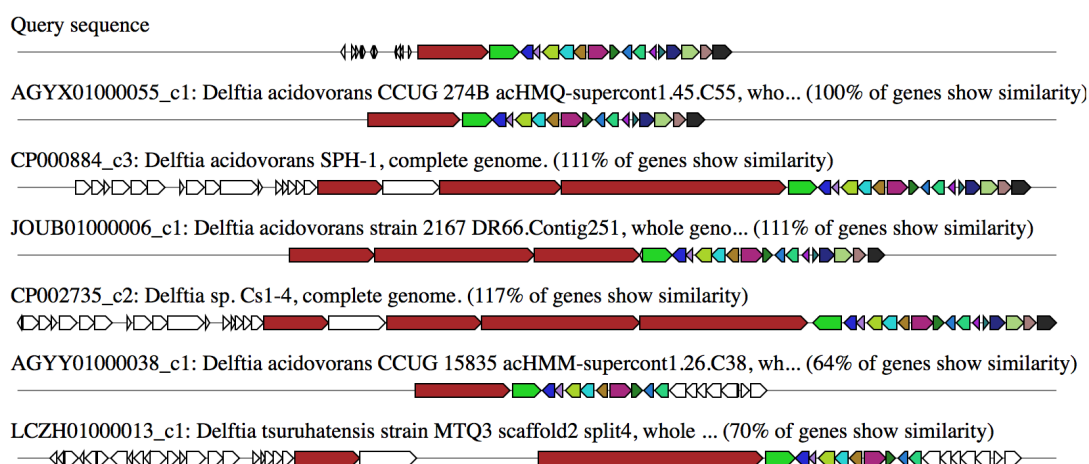 Query sequence
AGYX01000055_c1: Delftia acidovorans CCUG 274B acHMQ-supercont1.45.C55, who... (100% of genes show similarity)
CP000884_c3: Delftia acidovorans SPH-1, complete genome. (111% of genes show similarity)
JOUB01000006_c1: Delftia acidovorans strain 2167 DR66.Contig251, whole geno... (111% of genes show similarity)
CP002735_c2: Delftia sp. Cs1-4, complete genome. (117% of genes show similarity)
AGYY01000038_c1: Delftia acidovorans CCUG 15835 acHMM-supercont1.26.C38, wh... (64% of genes show similarity)
LCZH01000013_c1: Delftia tsuruhatensis strain MTQ3 scaffold2 split4, whole ... (70% of genes show similarity)